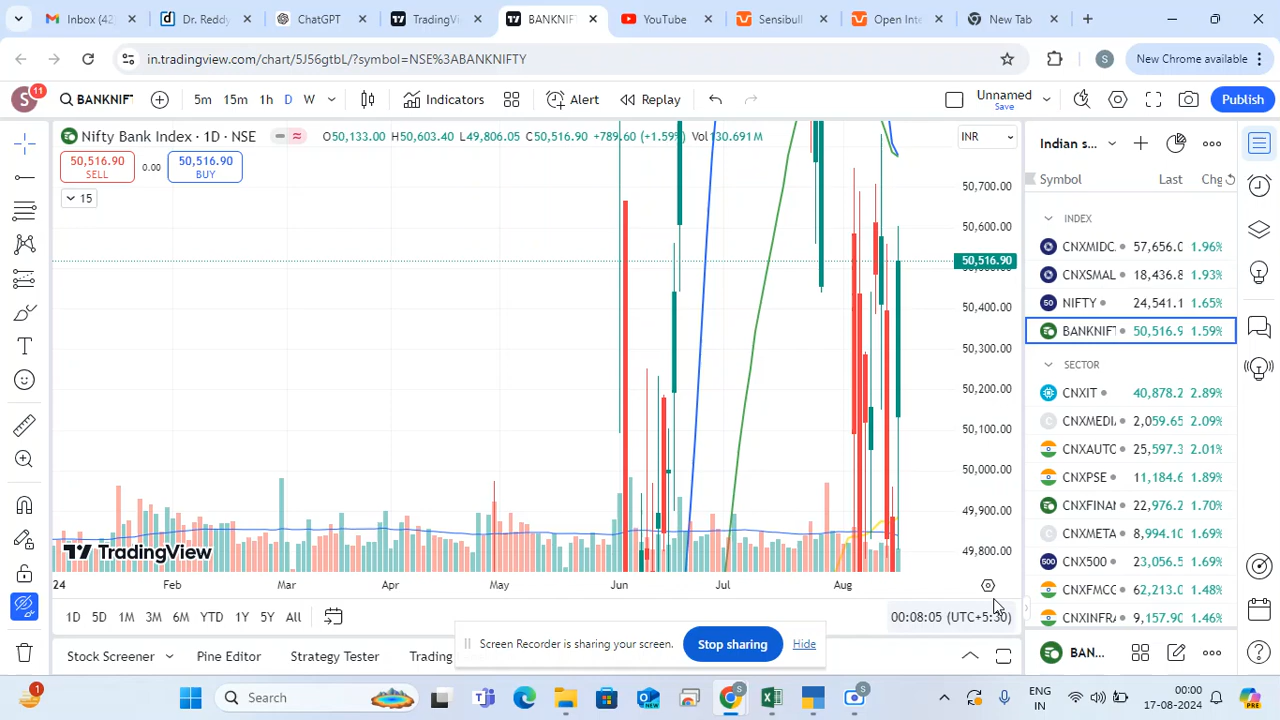 Inbox (42
Dr. Reddy
ChatGPT
TradingV
BANKNIF
YouTube
Sensibull
Open Inte
New Tab
in.tradingview.com/chart/5J56gtbL/?symbol=NSE%3ABANKNIFTY
S
New Chrome available
S
11
BANKNIF
5m 15m 1h D W
Indicators
Alert
Replay
Unnamed
Save
Publish
Nifty Bank Index · 1D · NSE
O50,133.00 H50,603.40 L49,806.05 C50,516.90 +789.60 (+1.59%) Vol 130.691M
50,516.90
SELL
0.00
50,516.90
BUY
15
INR
50,700.00
50,600.00
50,516.90
50,400.00
50,300.00
50,200.00
50,100.00
50,000.00
49,900.00
49,800.00
TradingView
24 Feb Mar Apr May Jun Jul Aug
1D 5D 1M 3M 6M YTD 1Y 5Y All
00:08:05 (UTC+5:30)
Screen Recorder is sharing your screen.
Stop sharing
Hide
Stock Screener
Pine Editor
Strategy Tester
Trading
Indian s...
Symbol Last Chg
INDEX
CNXMIDC 57,656.0 1.96%
CNXSMAL 18,436.8 1.93%
50 NIFTY 24,541.1 1.65%
BANKNIFT 50,516.9 1.59%
SECTOR
CNXIT 40,878.2 2.89%
C CNXMEDI 2,059.65 2.09%
CNXAUTO 25,597.3 2.01%
CNXPSE 11,184.6 1.89%
CNXFINAN 22,976.2 1.70%
C CNXMETA 8,994.10 1.69%
500 CNX500 23,056.5 1.69%
CNXFMCG 62,213.0 1.48%
CNXINFRA 9,157.90 1.46%
BAN...
1
Search
NEW
S
S
ENG
IN
00:00
17-08-2024
PRE